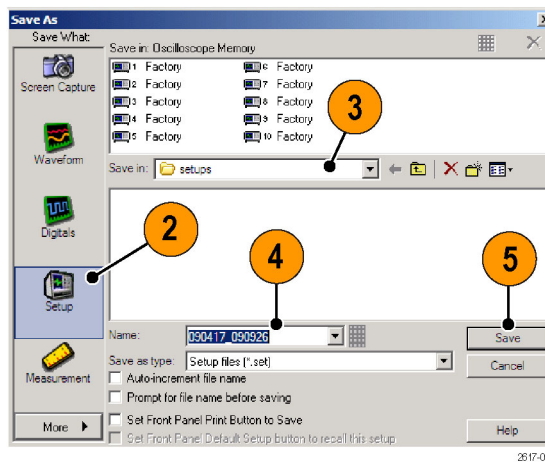 Save As
Save What:
Screen Capture
Waveform
Digitals
Setup
Measurement
More
Save in: Oscilloscope Memory
1 Factory
2 Factory
3 Factory
4 Factory
5 Factory
6 Factory
7 Factory
8 Factory
9 Factory
10 Factory
3
Save in: setups
2
4
5
Name: 090417_090926
Save
Save as type: Setup files (*.set)
Cancel
Auto-increment file name
Prompt for file name before saving
Set Front Panel Print Button to Save
Set Front Panel Default Setup button to recall this setup
Help